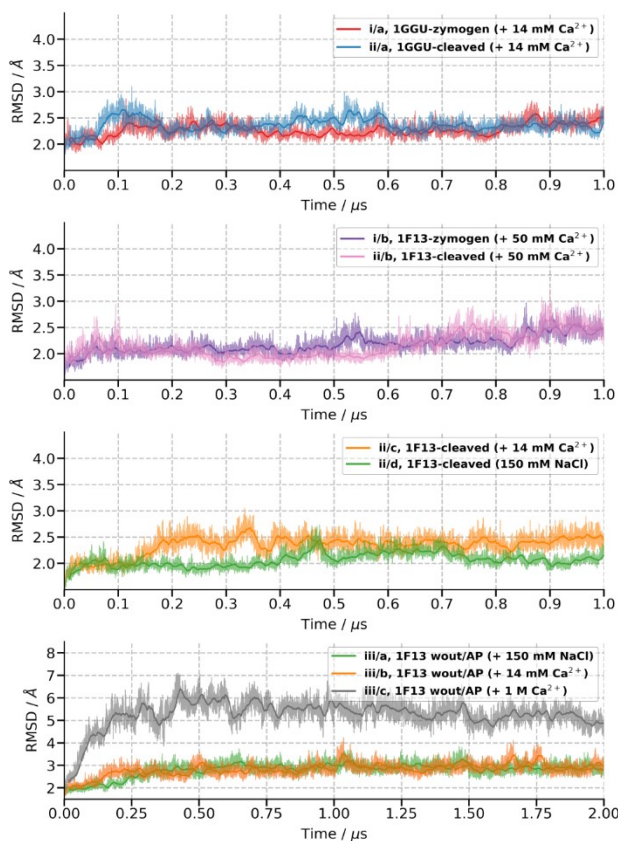 i/a, 1GGU-zymogen (+ 14 mM Ca²⁺)
ii/a, 1GGU-cleaved (+ 14 mM Ca²⁺)
RMSD / Å
4.0
3.5
3.0
2.5
2.0
0.0 0.1 0.2 0.3 0.4 0.5 0.6 0.7 0.8 0.9 1.0
Time / μs
i/b, 1F13-zymogen (+ 50 mM Ca²⁺)
ii/b, 1F13-cleaved (+ 50 mM Ca²⁺)
RMSD / Å
4.0
3.5
3.0
2.5
2.0
0.0 0.1 0.2 0.3 0.4 0.5 0.6 0.7 0.8 0.9 1.0
Time / μs
ii/c, 1F13-cleaved (+ 14 mM Ca²⁺)
ii/d, 1F13-cleaved (150 mM NaCl)
RMSD / Å
4.0
3.5
3.0
2.5
2.0
0.0 0.1 0.2 0.3 0.4 0.5 0.6 0.7 0.8 0.9 1.0
Time / μs
iii/a, 1F13 wout/AP (+ 150 mM NaCl)
iii/b, 1F13 wout/AP (+ 14 mM Ca²⁺)
iii/c, 1F13 wout/AP (+ 1 M Ca²⁺)
RMSD / Å
8
7
6
5
4
3
2
0.0 0.25 0.50 0.75 1.00 1.25 1.50 1.75 2.00
Time / μs